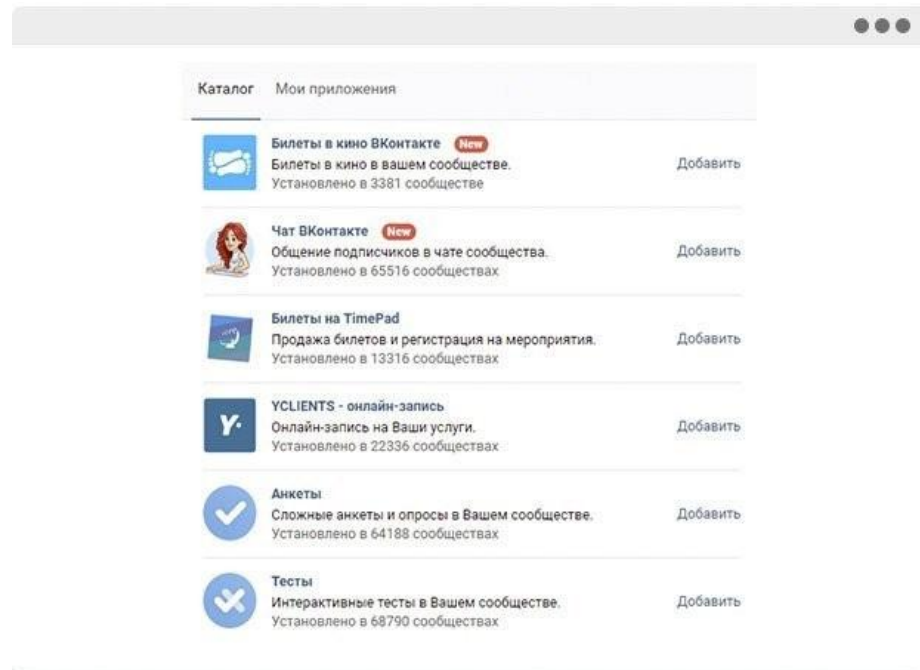 Каталог Мои приложения
Билеты в кино ВКонтакте New
Билеты в кино в вашем сообществе.
Установлено в 3381 сообществе
Добавить
Чат ВКонтакте New
Общение подписчиков в чате сообщества.
Установлено в 65516 сообществах
Добавить
Билеты на TimePad
Продажа билетов и регистрация на мероприятия.
Установлено в 13316 сообществах
Добавить
Y.
YCLIENTS - онлайн-запись
Онлайн-запись на Ваши услуги.
Установлено в 22336 сообществах
Добавить
Анкеты
Сложные анкеты и опросы в Вашем сообществе.
Установлено в 64188 сообществах
Добавить
Тесты
Интерактивные тесты в Вашем сообществе.
Установлено в 68790 сообществах
Добавить